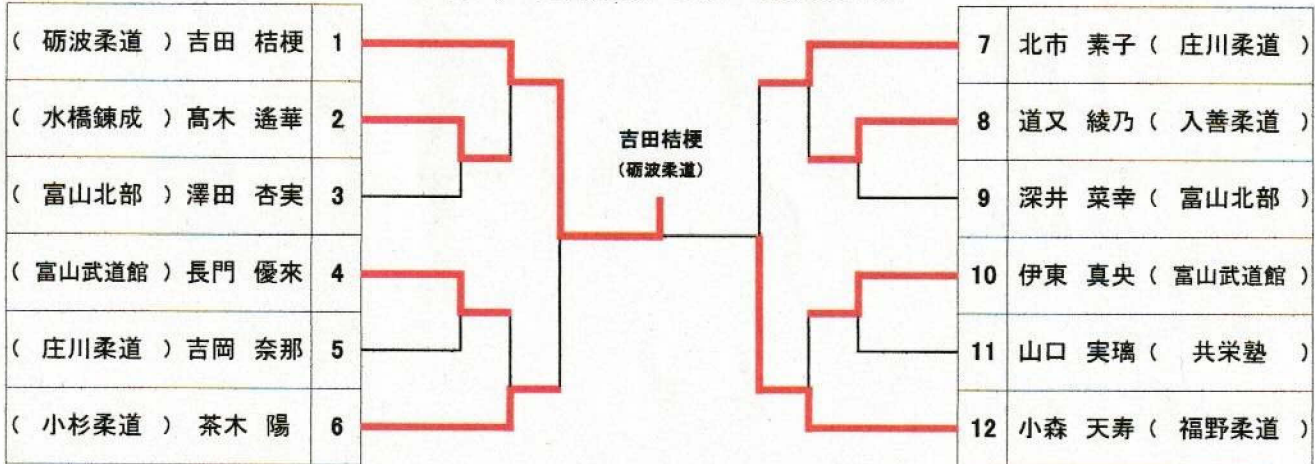 ( 砺波柔道 ) 吉田 桔梗 1
( 水橋錬成 ) 髙木 遙華 2
( 富山北部 ) 澤田 杏実 3
( 富山武道館 ) 長門 優來 4
( 庄川柔道 ) 吉岡 奈那 5
( 小杉柔道 ) 茶木 陽 6
吉田桔梗
(砺波柔道)
7 北市 素子 ( 庄川柔道 )
8 道又 綾乃 ( 入善柔道 )
9 深井 菜幸 ( 富山北部 )
10 伊東 真央 ( 富山武道館 )
11 山口 実璃 ( 共栄塾 )
12 小森 天寿 ( 福野柔道 )